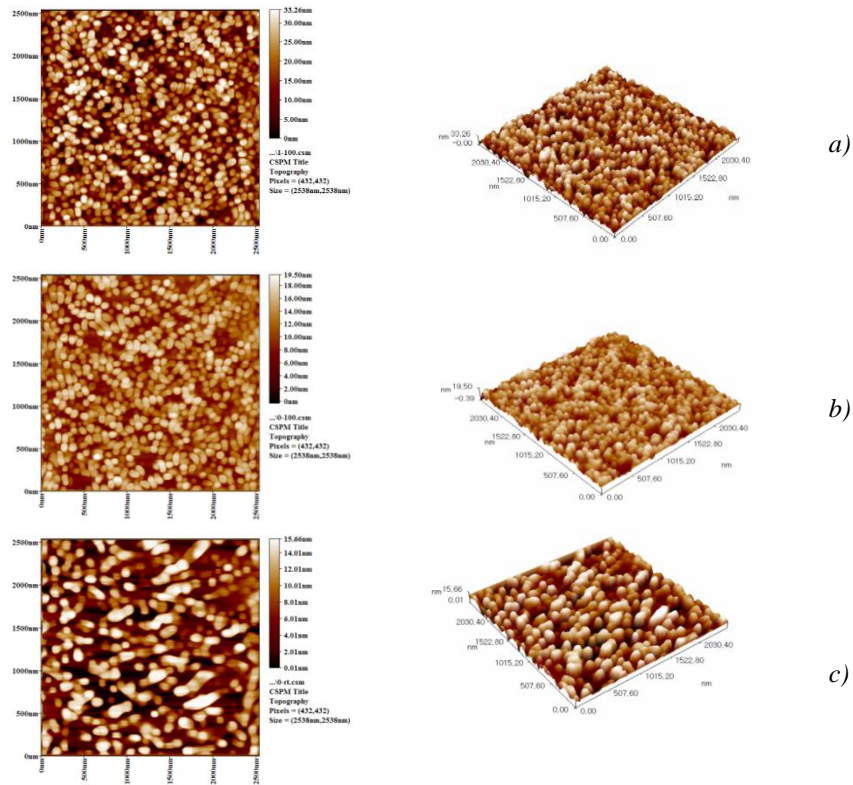 2500nm
2000nm
1500nm
1000nm
500nm
0nm
0nm
500nm
1000nm
1500nm
2000nm
2500nm
33.26nm
30.00nm
25.00nm
20.00nm
15.00nm
10.00nm
5.00nm
0nm
...\1-100.csm
CSPM Title
Topography
Pixels = (432,432)
Size = (2538nm,2538nm)
nm 33.26
-0.00
2030.40
1522.80
nm
1015.20
507.60
0.00
0.00
507.60
1015.20
1522.80
2030.40
nm
a)
2500nm
2000nm
1500nm
1000nm
500nm
0nm
0nm
500nm
1000nm
1500nm
2000nm
2500nm
19.50nm
18.00nm
16.00nm
14.00nm
12.00nm
10.00nm
8.00nm
6.00nm
4.00nm
2.00nm
0nm
...\0-100.csm
CSPM Title
Topography
Pixels = (432,432)
Size = (2538nm,2538nm)
nm 19.50
-0.39
2030.40
1522.80
nm
1015.20
507.60
0.00
0.00
507.60
1015.20
1522.80
2030.40
nm
b)
2500nm
2000nm
1500nm
1000nm
500nm
0nm
0nm
500nm
1000nm
1500nm
2000nm
2500nm
15.66nm
14.01nm
12.01nm
10.01nm
8.01nm
6.01nm
4.01nm
2.01nm
0.01nm
...\0-rt.csm
CSPM Title
Topography
Pixels = (432,432)
Size = (2538nm,2538nm)
nm 15.66
0.01
2030.40
1522.80
nm
1015.20
507.60
0.00
0.00
507.60
1015.20
1522.80
2030.40
nm
c)